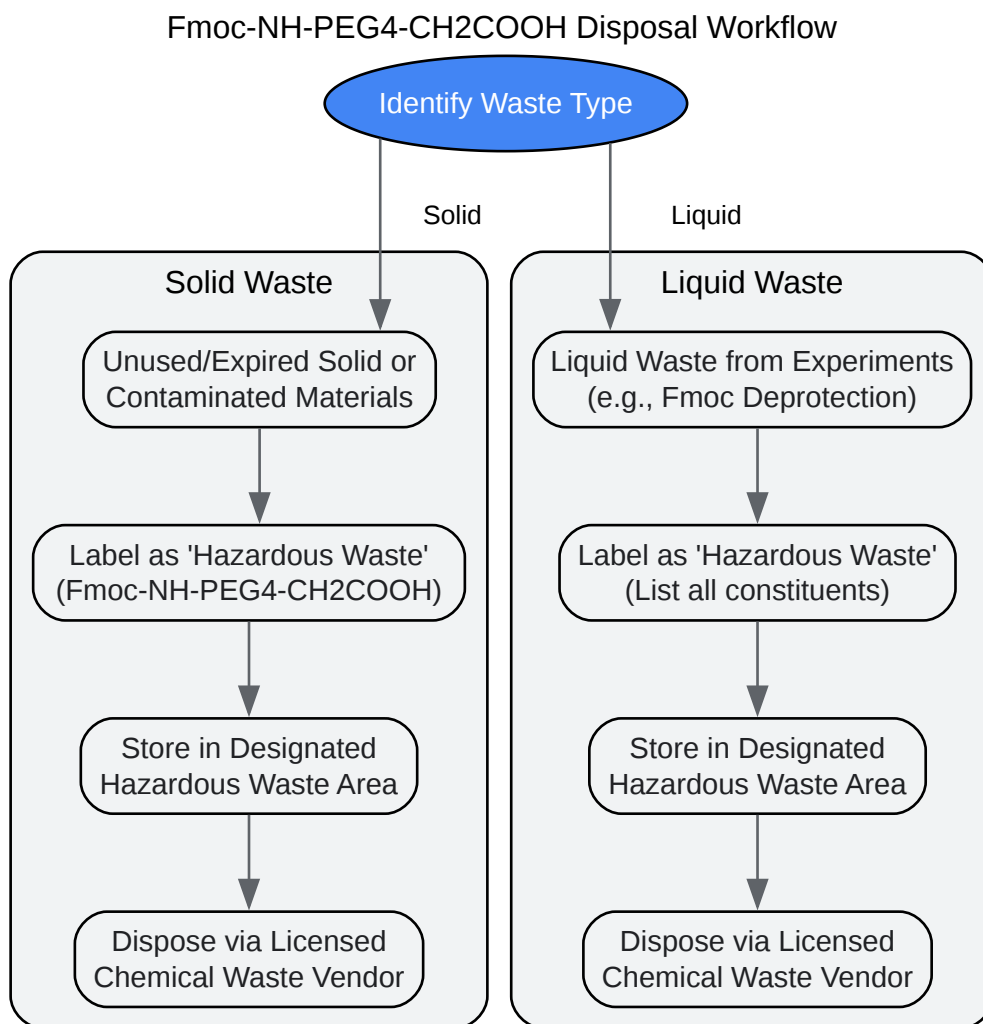 Fmoc-NH-PEG4-CH2COOH Disposal Workflow
Identify Waste Type
Solid
Liquid
Solid Waste
Unused/Expired Solid or
Contaminated Materials
Label as 'Hazardous Waste'
(Fmoc-NH-PEG4-CH2COOH)
Store in Designated
Hazardous Waste Area
Dispose via Licensed
Chemical Waste Vendor
Liquid Waste
Liquid Waste from Experiments
(e.g., Fmoc Deprotection)
Label as 'Hazardous Waste'
(List all constituents)
Store in Designated
Hazardous Waste Area
Dispose via Licensed
Chemical Waste Vendor